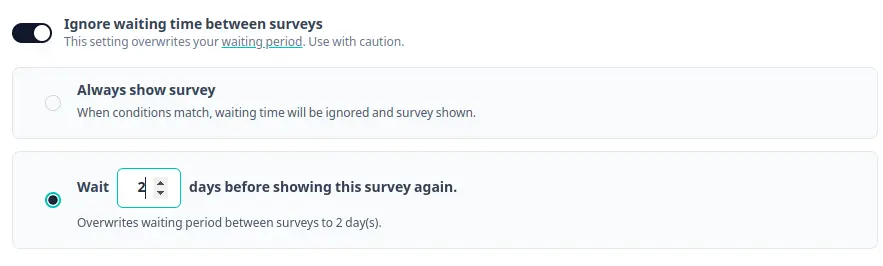 Ignore waiting time between surveys
This setting overwrites your waiting period. Use with caution.
Always show survey
When conditions match, waiting time will be ignored and survey shown.
Wait 2 days before showing this survey again.
Overwrites waiting period between surveys to 2 day(s).